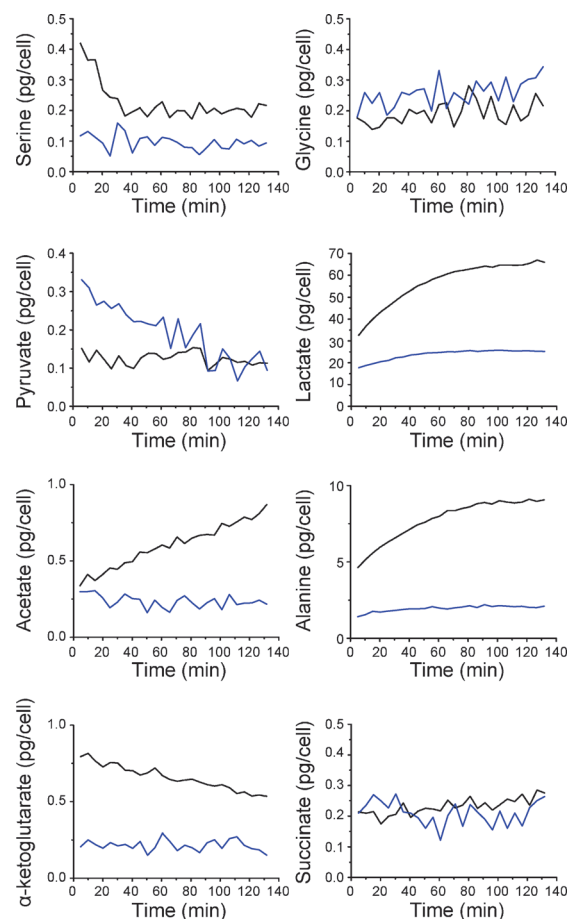 Serine (pg/cell)
0.5
0.4
0.3
0.2
0.1
0.0
0 20 40 60 80 100 120 140
Time (min)
Glycine (pg/cell)
0.5
0.4
0.3
0.2
0.1
0.0
0 20 40 60 80 100 120 140
Time (min)
Pyruvate (pg/cell)
0.4
0.3
0.2
0.1
0.0
0 20 40 60 80 100 120 140
Time (min)
Lactate (pg/cell)
70
60
50
40
30
20
10
0
0 20 40 60 80 100 120 140
Time (min)
Acetate (pg/cell)
1.0
0.5
0.0
0 20 40 60 80 100 120 140
Time (min)
Alanine (pg/cell)
10
5
0
0 20 40 60 80 100 120 140
Time (min)
α-ketoglutarate (pg/cell)
1.0
0.5
0.0
0 20 40 60 80 100 120 140
Time (min)
Succinate (pg/cell)
0.5
0.4
0.3
0.2
0.1
0.0
0 20 40 60 80 100 120 140
Time (min)